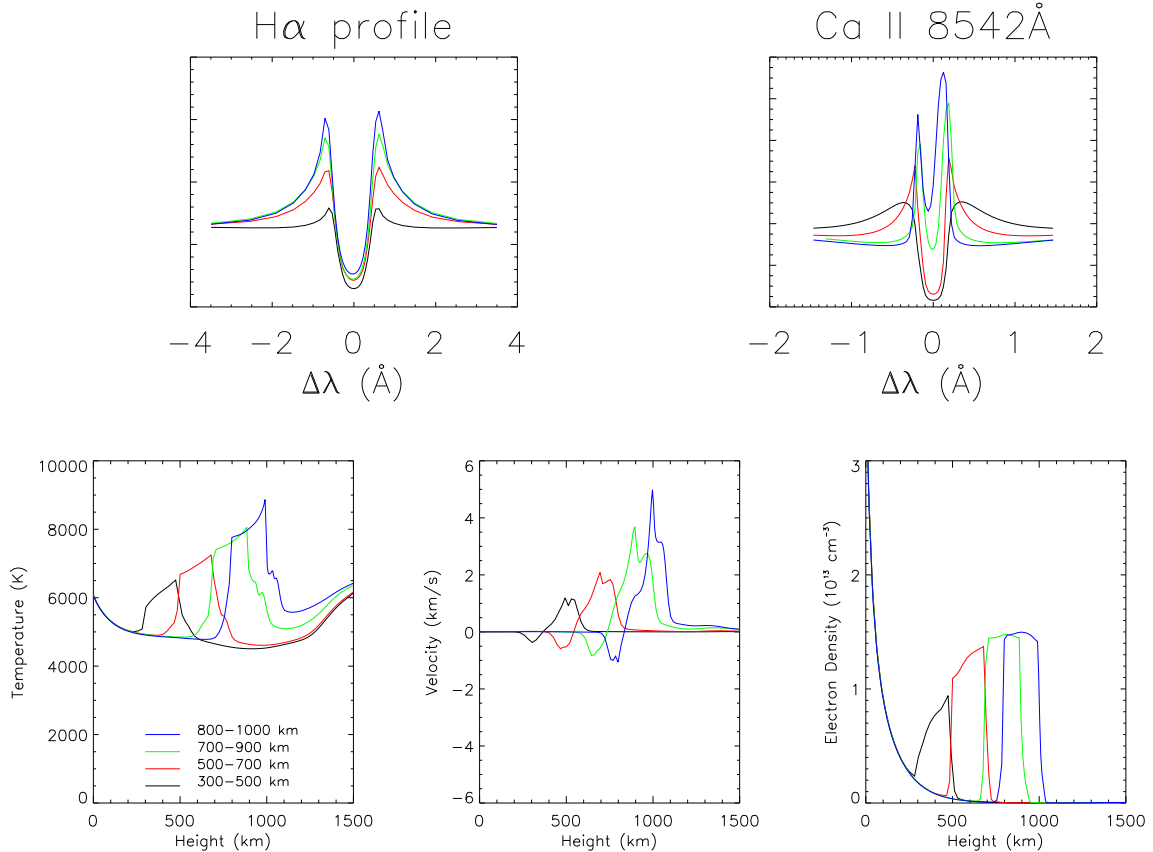 Hα profile
Ca II 8542Å
−4 −2 0 2 4
Δλ (Å)
−2 −1 0 1 2
Δλ (Å)
10000
8000
6000
4000
2000
0
Temperature (K)
800−1000 km
700−900 km
500−700 km
300−500 km
0 500 1000 1500
Height (km)
6
4
2
0
−2
−4
−6
Velocity (km/s)
0 500 1000 1500
Height (km)
3
2
1
0
Electron Density (10¹³ cm⁻³)
0 500 1000 1500
Height (km)